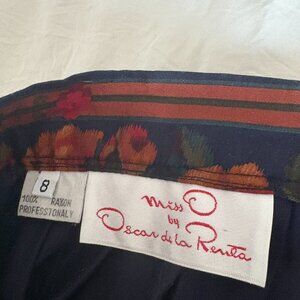 8
100% RAYON
PROFESSIONALY
miss O
by
Oscar de la Renta